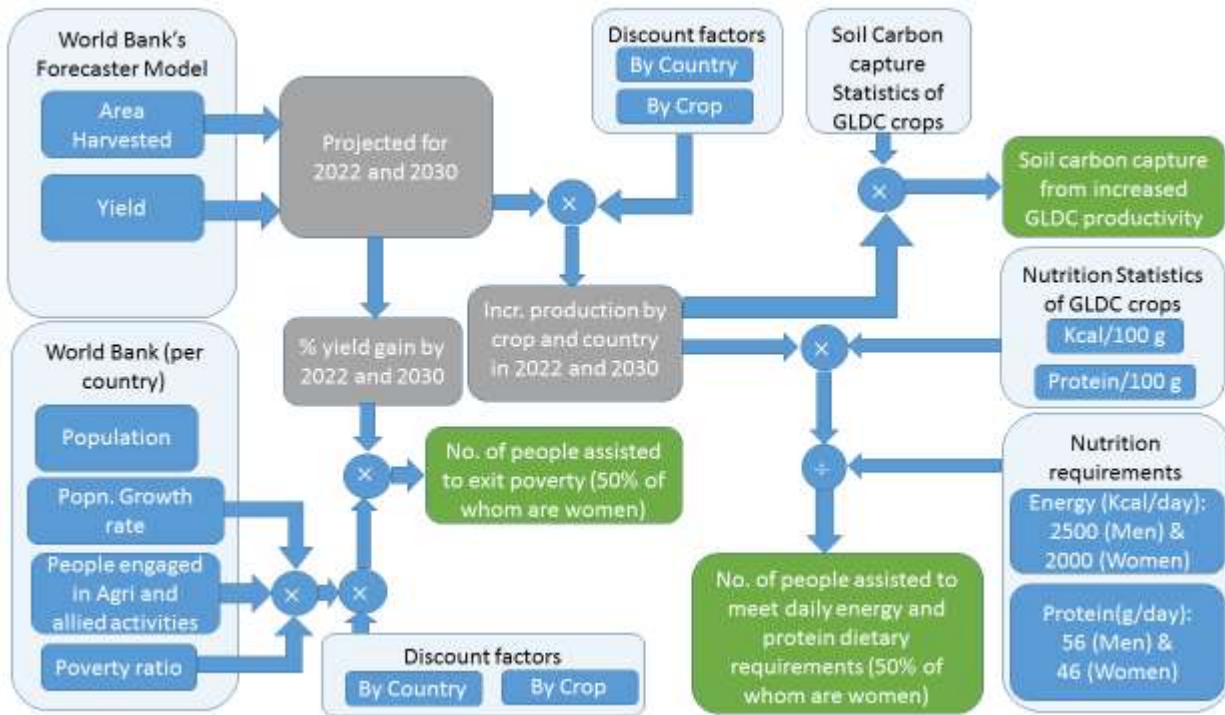 World Bank's
Forecaster Model
Area
Harvested
Yield
Projected for
2022 and 2030
Discount factors
By Country
By Crop
×
Soil Carbon
capture
Statistics of
GLDC crops
×
Soil carbon capture
from increased
GLDC productivity
Incr. production by
crop and country
in 2022 and 2030
% yield gain by
2022 and 2030
×
Nutrition Statistics
of GLDC crops
Kcal/100 g
Protein/100 g
World Bank (per
country)
Population
Popn. Growth
rate
People engaged
in Agri and
allied activities
Poverty ratio
×
×
×
No. of people assisted
to exit poverty (50% of
whom are women)
Discount factors
By Country
By Crop
÷
Nutrition
requirements
Energy (Kcal/day):
2500 (Men) &
2000 (Women)
Protein(g/day):
56 (Men) &
46 (Women)
No. of people assisted to
meet daily energy and
protein dietary
requirements (50% of
whom are women)